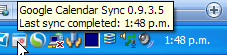 Google Calendar Sync 0.9.3.5
Last sync completed: 1:48 p.m.
1:48 p.m.